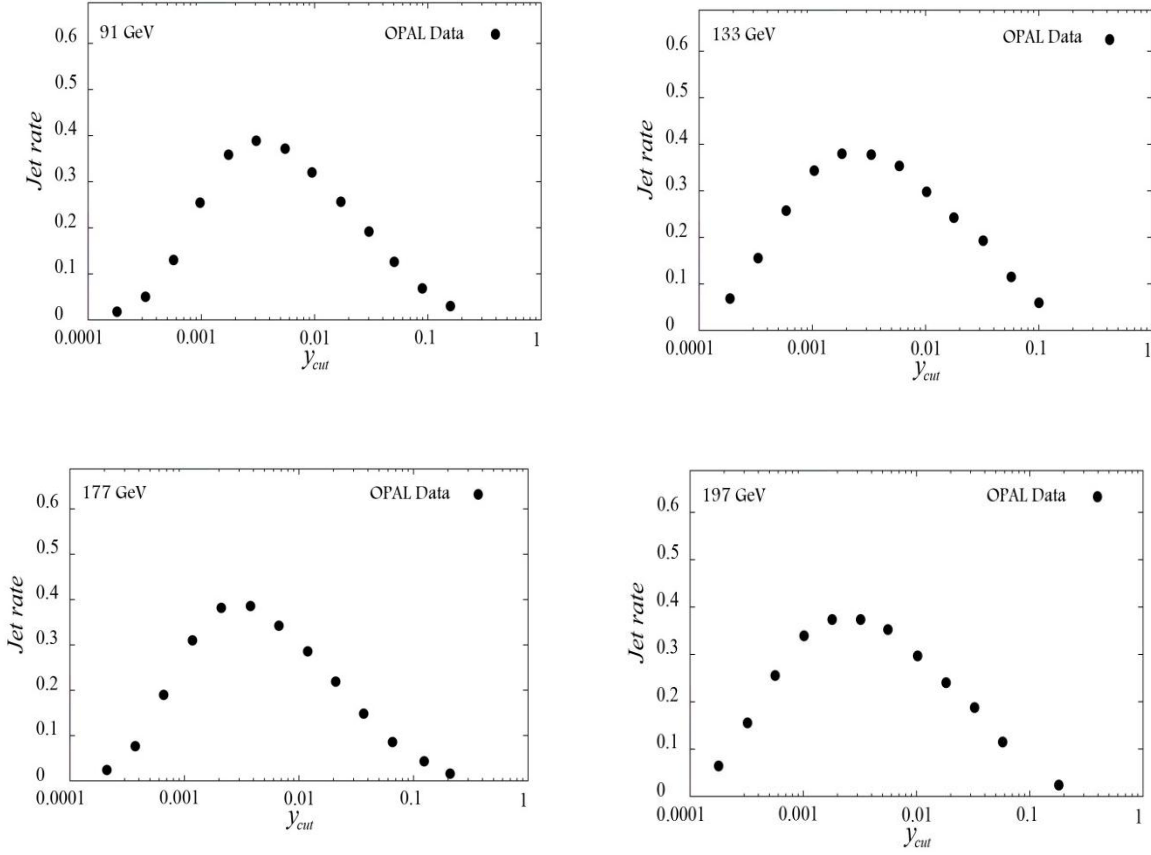 91 GeV OPAL Data
0.6
0.5
0.4
0.3
0.2
0.1
0
Jet rate
0.0001 0.001 0.01 0.1 1
y_cut
133 GeV OPAL Data
0.6
0.5
0.4
0.3
0.2
0.1
0
Jet rate
0.0001 0.001 0.01 0.1 1
y_cut
177 GeV OPAL Data
0.6
0.5
0.4
0.3
0.2
0.1
0
Jet rate
0.0001 0.001 0.01 0.1 1
y_cut
197 GeV OPAL Data
0.6
0.5
0.4
0.3
0.2
0.1
0
Jet rate
0.0001 0.001 0.01 0.1 1
y_cut